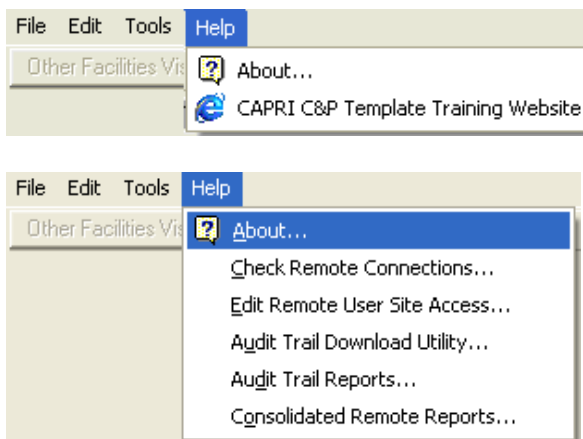 File Edit Tools Help
Other Facilities Vis
About...
CAPRI C&P Template Training Website
File Edit Tools Help
Other Facilities Vis
About...
Check Remote Connections...
Edit Remote User Site Access...
Audit Trail Download Utility...
Audit Trail Reports...
Consolidated Remote Reports...